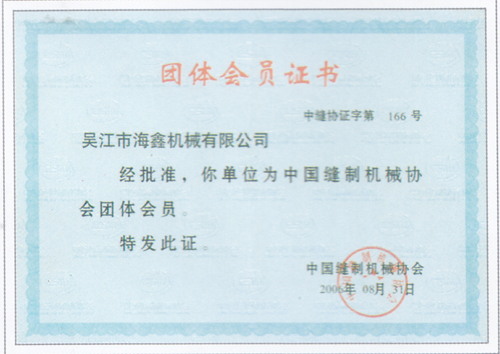 团体会员证书
中缝协证字第 166 号
吴江市海鑫机械有限公司
经批准，你单位为中国缝制机械协
会团体会员。
特发此证。
中国缝制机械协会
2006年 08月 31日